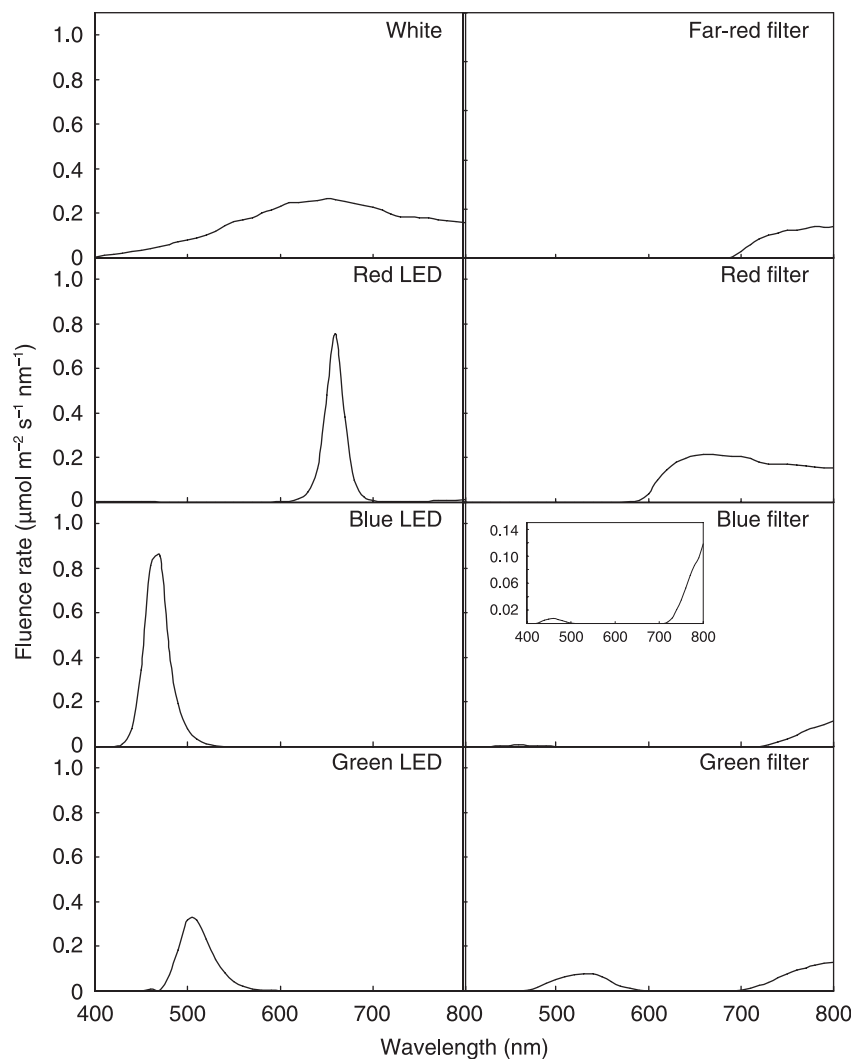 1.0
0.8
0.6
0.4
0.2
0
White
Far-red filter
1.0
0.8
0.6
0.4
0.2
0
Red LED
Red filter
1.0
0.8
0.6
0.4
0.2
0
Blue LED
Blue filter
0.14
0.10
0.06
0.02
400 500 600 700 800
1.0
0.8
0.6
0.4
0.2
0
Green LED
Green filter
400 500 600 700 800 500 600 700 800
Fluence rate (µmol m⁻² s⁻¹ nm⁻¹)
Wavelength (nm)